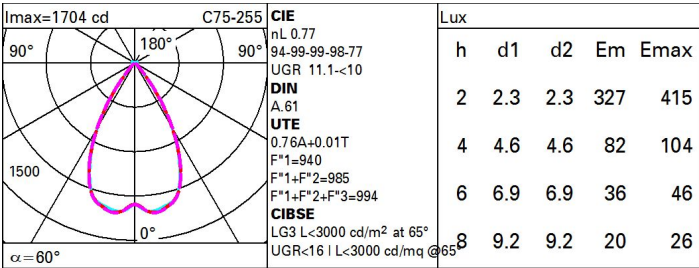 Imax=1704 cd C75-255
90° 180° 90°
1500
0°
α=60°
CIE
nL 0.77
94-99-99-98-77
UGR 11.1-<10
DIN
A.61
UTE
0.76A+0.01T
F"1=940
F"1+F"2=985
F"1+F"2+F"3=994
CIBSE
LG3 L<3000 cd/m² at 65°
UGR<16 | L<3000 cd/mq @65°
Lux
h d1 d2 Em Emax
2 2.3 2.3 327 415
4 4.6 4.6 82 104
6 6.9 6.9 36 46
8 9.2 9.2 20 26